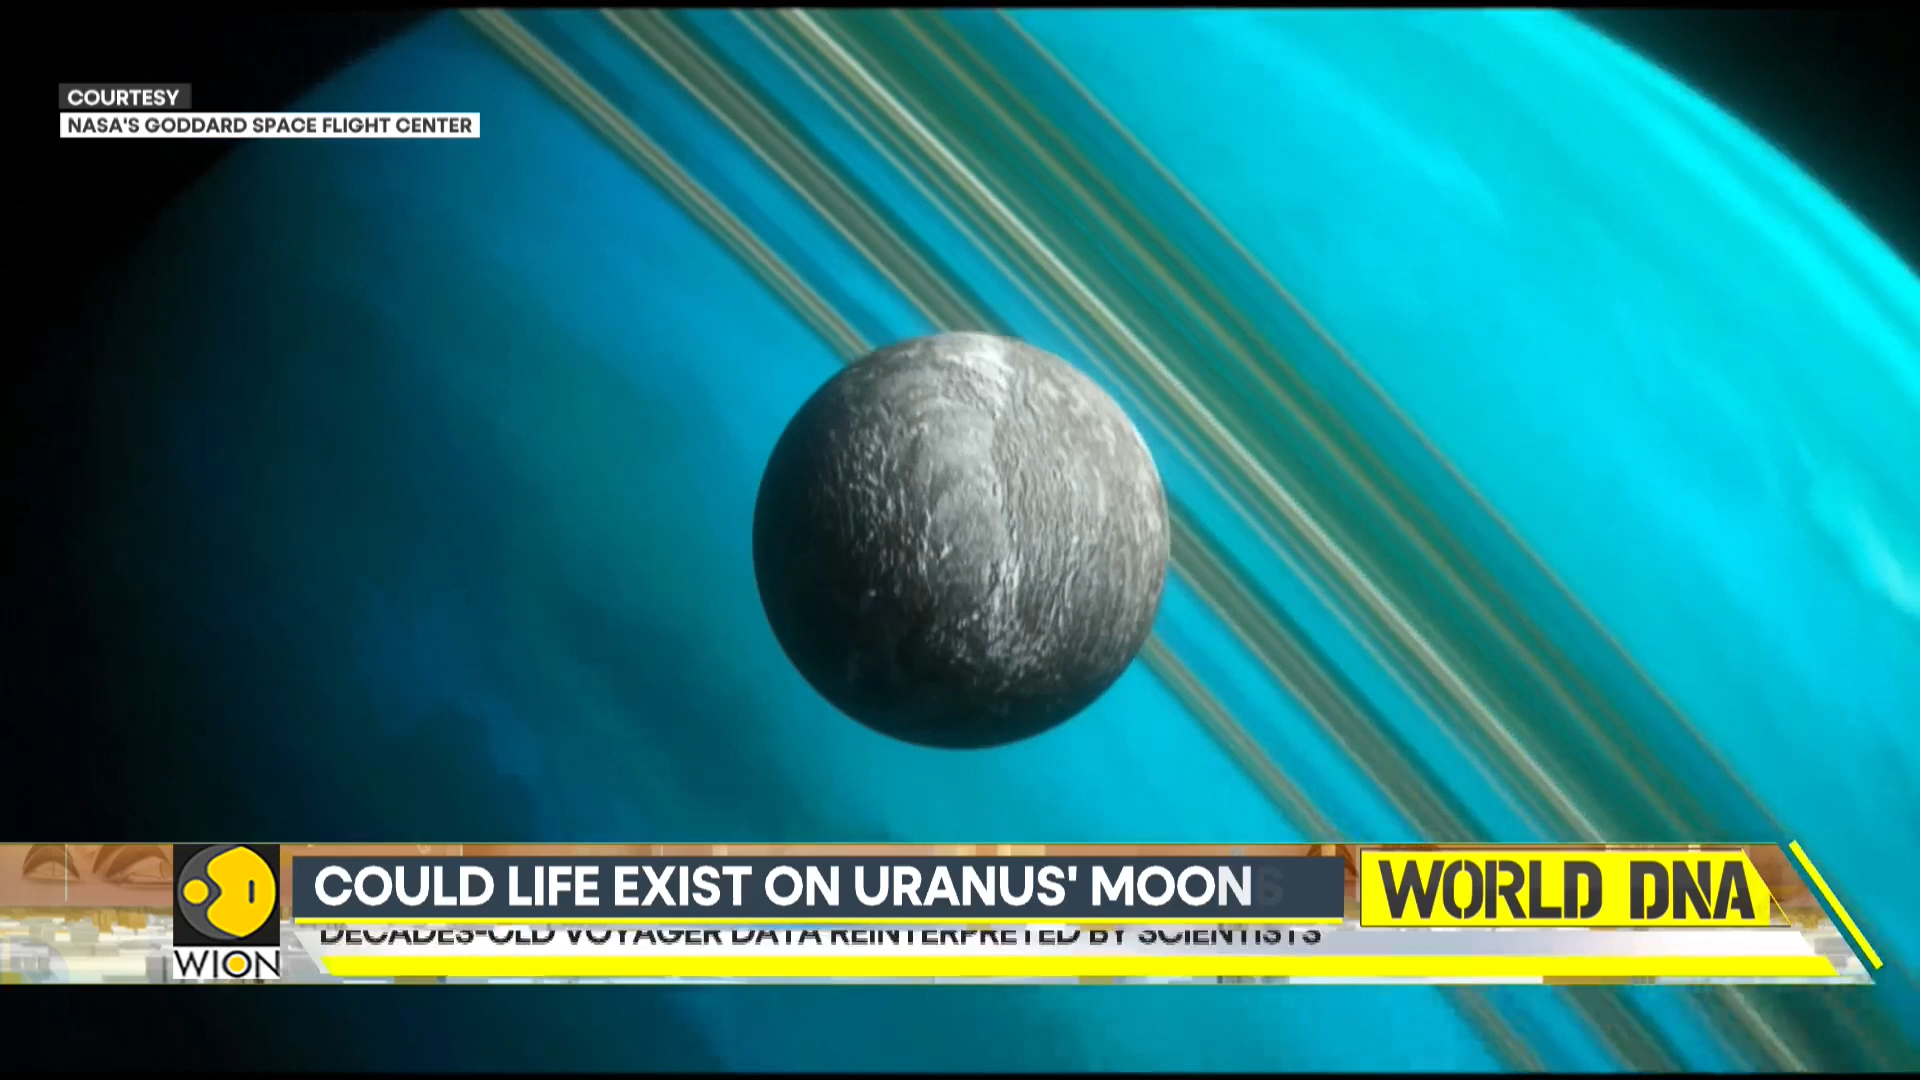 COURTESY
NASA'S GODDARD SPACE FLIGHT CENTER
COULD LIFE EXIST ON URANUS' MOONS
WORLD DNA
DECADES-OLD VOYAGER DATA REINTERPRETED BY SCIENTISTS
WION